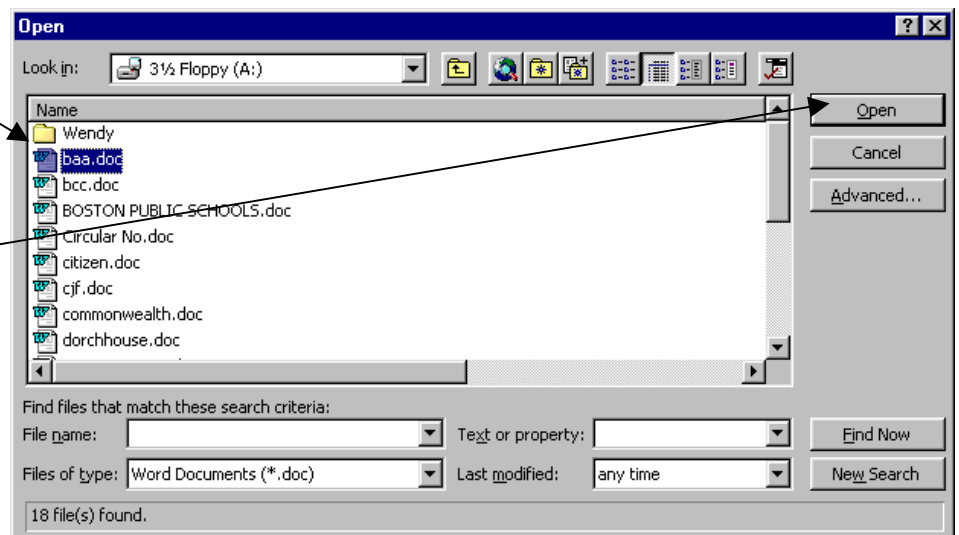 Open
Look in: 3½ Floppy (A:)
Name
Wendy
baa.doc
bcc.doc
BOSTON PUBLIC SCHOOLS.doc
Circular No.doc
citizen.doc
cjf.doc
commonwealth.doc
dorchhouse.doc
Open
Cancel
Advanced...
Find files that match these search criteria:
File name: Text or property: Find Now
Files of type: Word Documents (*.doc) Last modified: any time New Search
18 file(s) found.